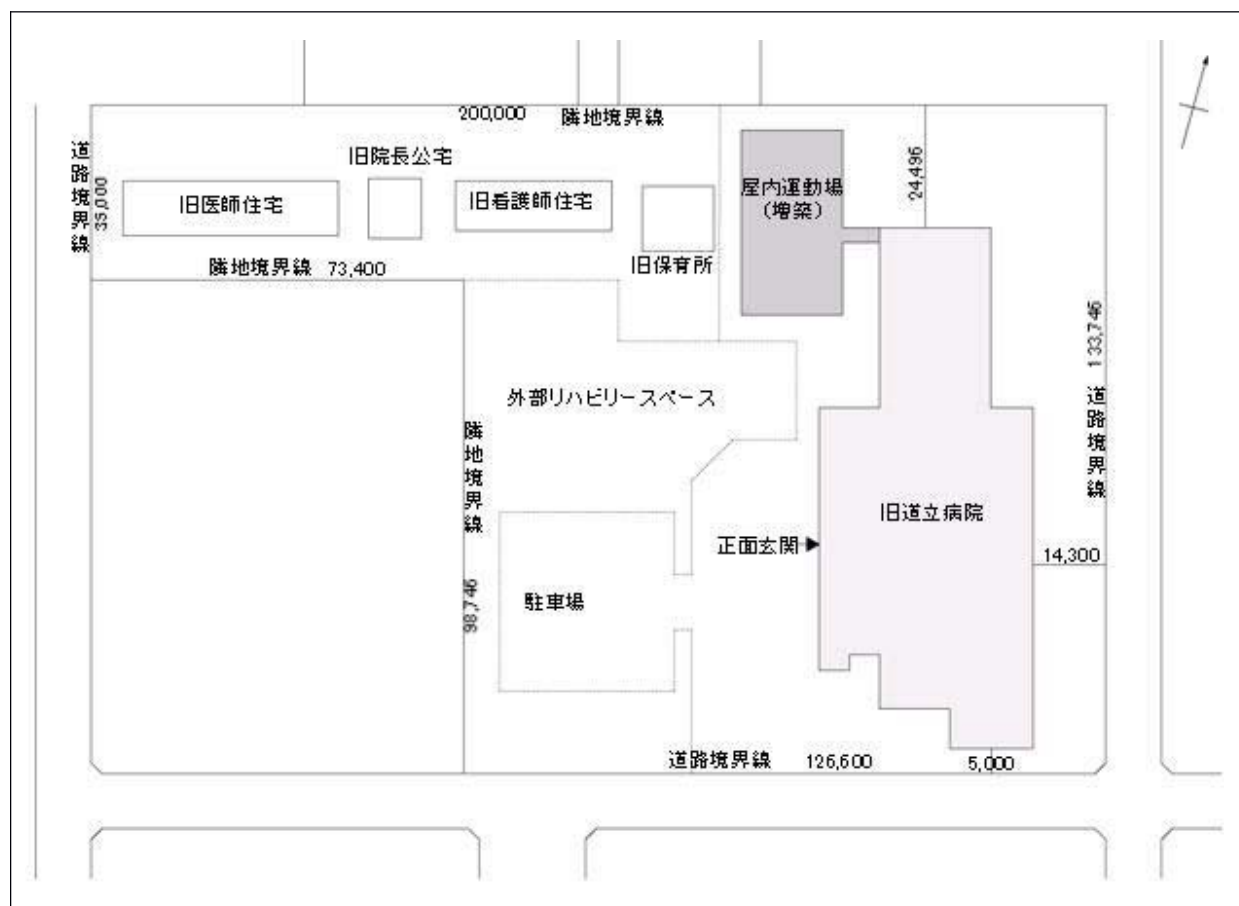 200,000
隣地境界線
道路境界線
35,000
旧院長公宅
旧医師住宅
旧看護師住宅
旧保育所
屋内運動場
(増築)
24,496
隣地境界線 73,400
133,746
道路境界線
外部リハビリースペース
隣地境界線
98,746
旧道立病院
正面玄関
14,300
駐車場
道路境界線 126,600
5,000